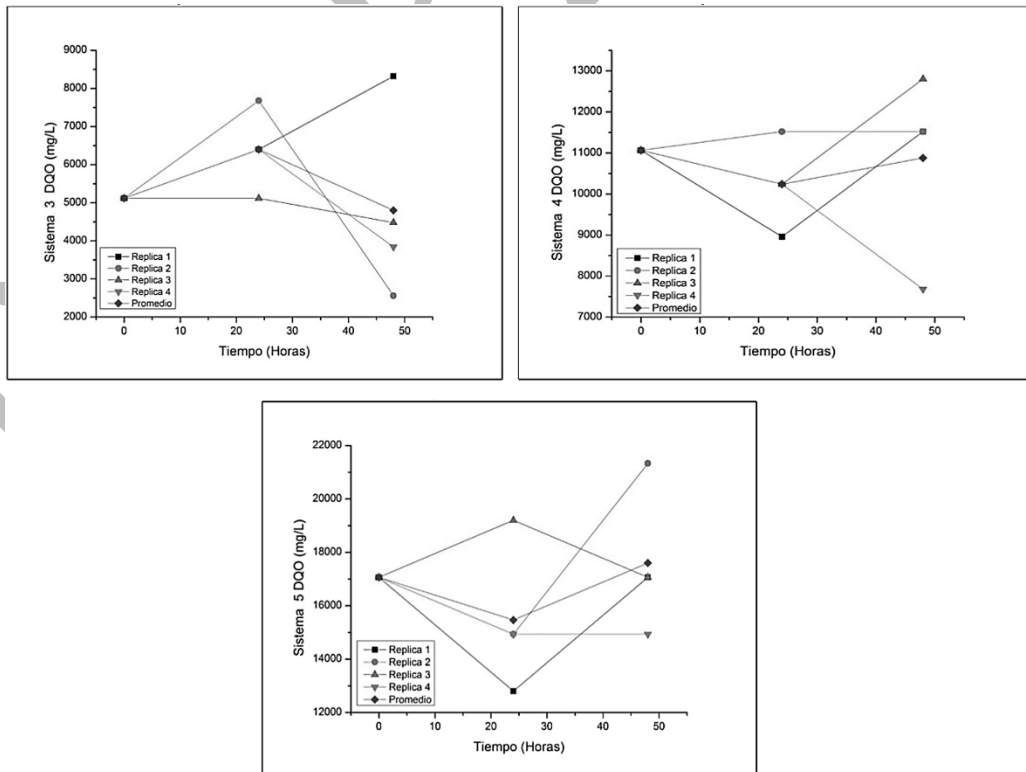 Sistema 3 DQO (mg/L)
9000
8000
7000
6000
5000
4000
3000
2000
Replica 1
Replica 2
Replica 3
Replica 4
Promedio
0 10 20 30 40 50
Tiempo (Horas)
Sistema 4 DQO (mg/L)
13000
12000
11000
10000
9000
8000
7000
Replica 1
Replica 2
Replica 3
Replica 4
Promedio
0 10 20 30 40 50
Tiempo (Horas)
Sistema 5 DQO (mg/L)
22000
20000
18000
16000
14000
12000
Replica 1
Replica 2
Replica 3
Replica 4
Promedio
0 10 20 30 40 50
Tiempo (Horas)